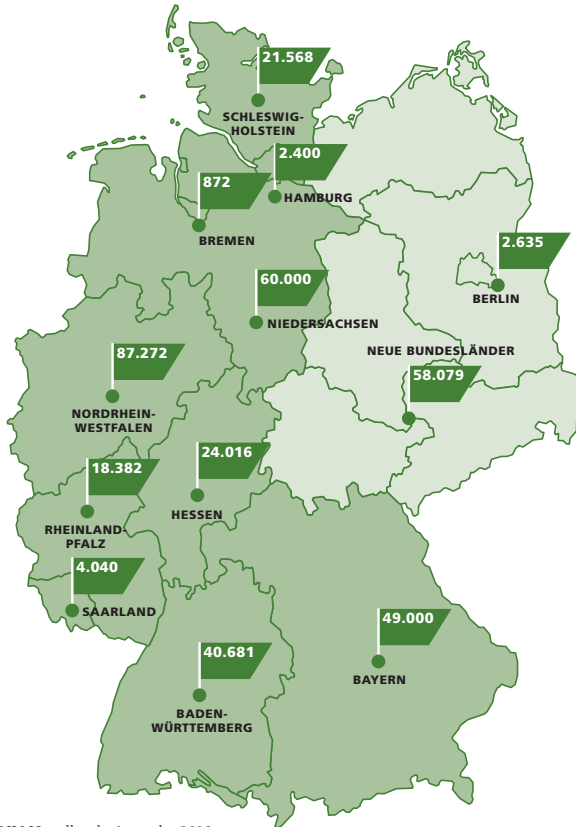 21.568
SCHLESWIG-
HOLSTEIN
2.400
HAMBURG
872
BREMEN
2.635
BERLIN
60.000
NIEDERSACHSEN
NEUE BUNDESLÄNDER
58.079
87.272
NORDRHEIN-
WESTFALEN
24.016
HESSEN
18.382
RHEINLAND-
PFALZ
4.040
SAARLAND
49.000
BAYERN
40.681
BADEN-
WÜRTTEMBERG